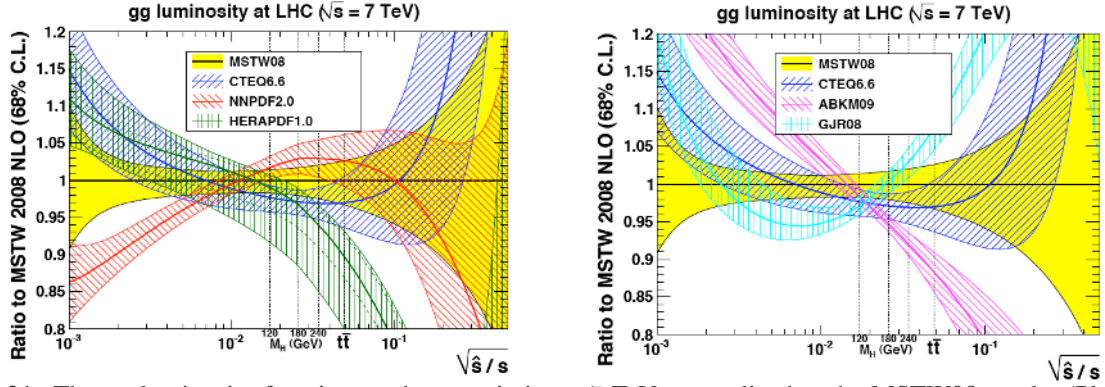 gg luminosity at LHC (√s = 7 TeV)
Ratio to MSTW 2008 NLO (68% C.L.)
1.2
1.15
1.1
1.05
1
0.95
0.9
0.85
0.8
MSTW08
CTEQ6.6
NNPDF2.0
HERAPDF1.0
120 180 240
10⁻³ 10⁻² M_H (GeV) tt̄ 10⁻¹
√ŝ / s
gg luminosity at LHC (√s = 7 TeV)
Ratio to MSTW 2008 NLO (68% C.L.)
1.2
1.15
1.1
1.05
1
0.95
0.9
0.85
0.8
MSTW08
CTEQ6.6
ABKM09
GJR08
120 180 240
10⁻³ 10⁻² M_H (GeV) tt̄ 10⁻¹
√ŝ / s